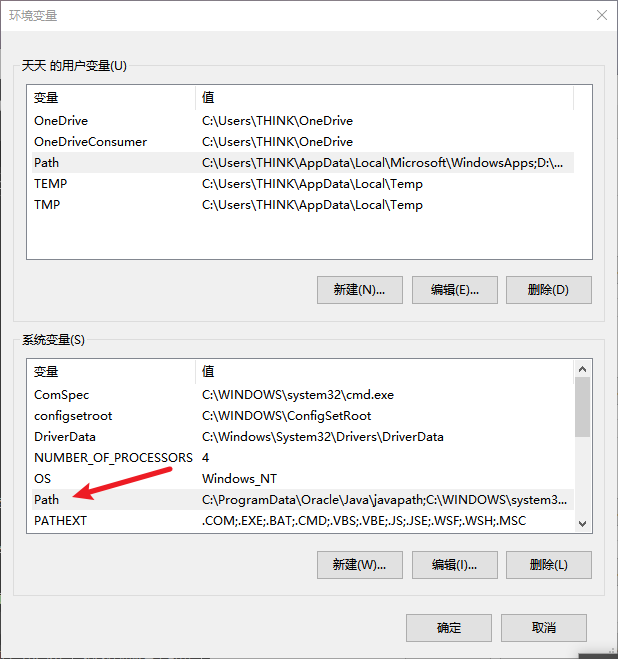 环境变量
天天 的用户变量(U)
变量 值
OneDrive C:\Users\THINK\OneDrive
OneDriveConsumer C:\Users\THINK\OneDrive
Path C:\Users\THINK\AppData\Local\Microsoft\WindowsApps;D:\...
TEMP C:\Users\THINK\AppData\Local\Temp
TMP C:\Users\THINK\AppData\Local\Temp
新建(N)... 编辑(E)... 删除(D)
系统变量(S)
变量 值
ComSpec C:\WINDOWS\system32\cmd.exe
configsetroot C:\WINDOWS\ConfigSetRoot
DriverData C:\Windows\System32\Drivers\DriverData
NUMBER_OF_PROCESSORS 4
OS Windows_NT
Path C:\ProgramData\Oracle\Java\javapath;C:\WINDOWS\system3...
PATHEXT .COM;.EXE;.BAT;.CMD;.VBS;.VBE;.JS;.JSE;.WSF;.WSH;.MSC
新建(W)... 编辑(I)... 删除(L)
确定 取消